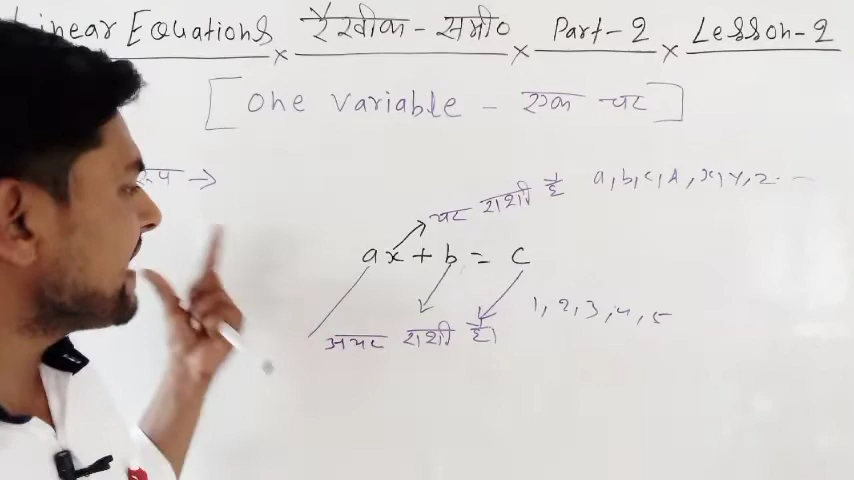 Linear Equations × रैखीक - समी० × Part-2 × Lesson-2
[One variable - एक चर]
रूप →
चर राशी है a, b, c, A, x, y, z. --
ax + b = c
1, 2, 3, 4, 5
अचर राशी है।